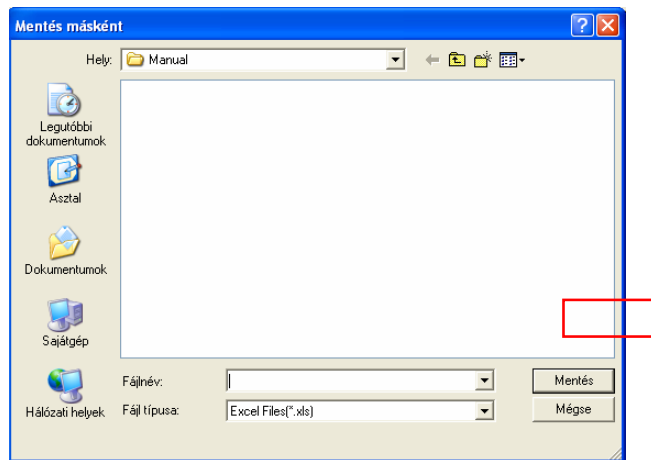 Mentés másként
Hely: Manual
Legutóbbi
dokumentumok
Asztal
Dokumentumok
Sajátgép
Hálózati helyek
Fájlnév: Mentés
Fájl típusa: Excel Files(*.xls) Mégse